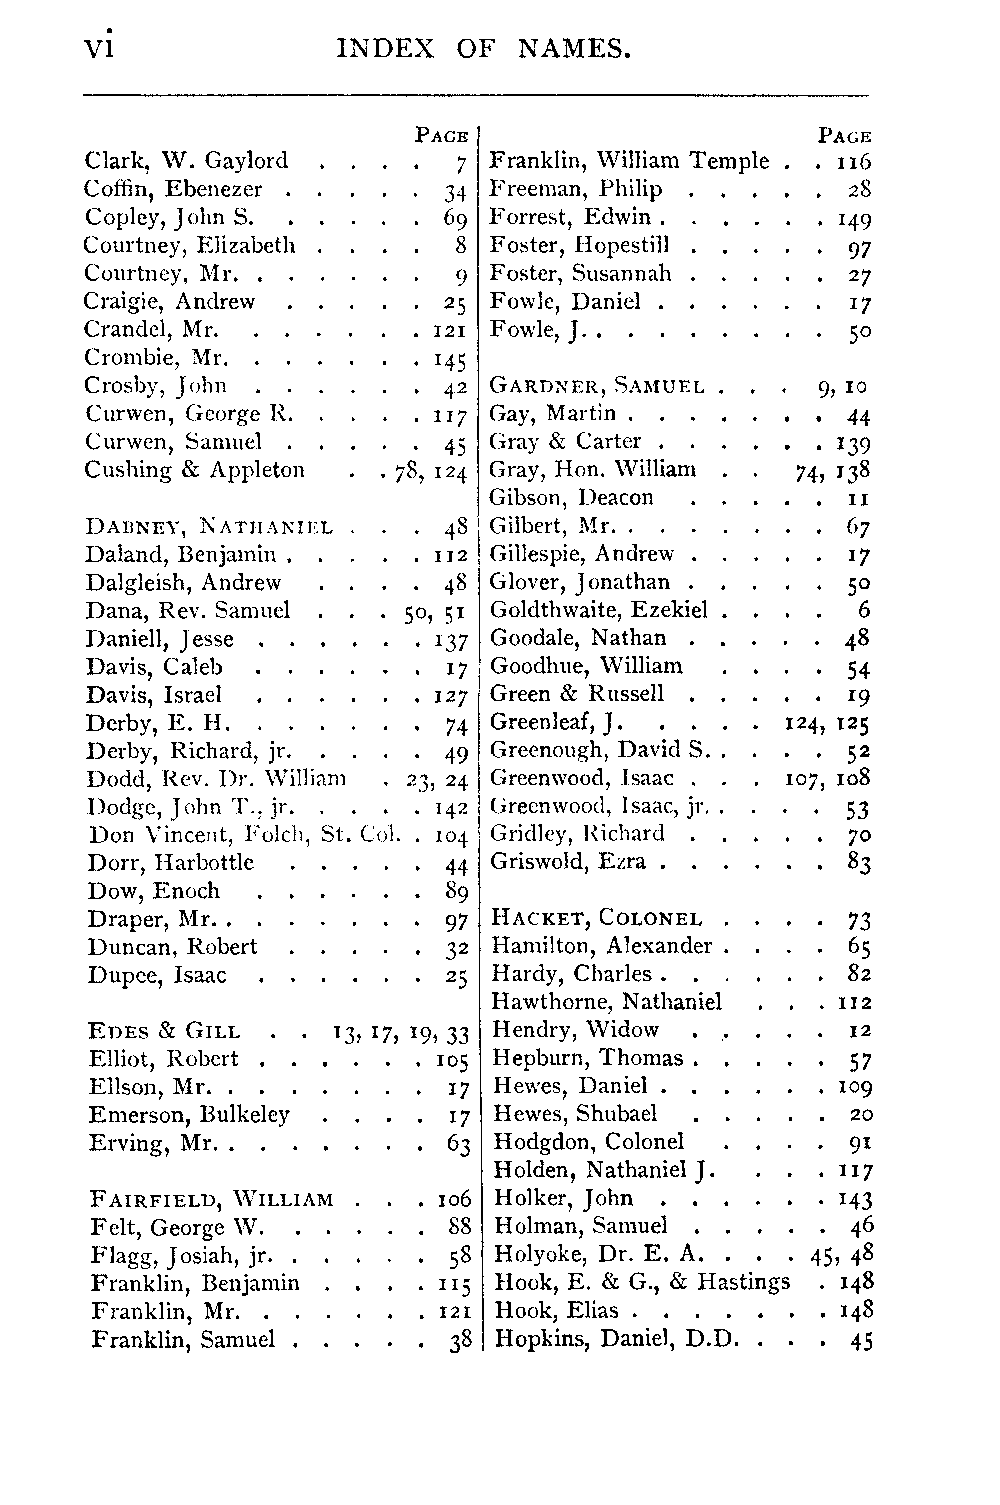 vi INDEX OF NAMES.
PAGE
Clark, W. Gaylord . . . . 7
Coffin, Ebenezer . . . . . 34
Copley, John S. . . . . . 69
Courtney, Elizabeth . . . . 8
Courtney, Mr. . . . . . . 9
Craigie, Andrew . . . . . 25
Crandel, Mr. . . . . . . 121
Crombie, Mr. . . . . . . 145
Crosby, John . . . . . . 42
Curwen, George R. . . . . 117
Curwen, Samuel . . . . . 45
Cushing & Appleton . . 78, 124
DABNEY, NATHANIEL . . . 48
Daland, Benjamin . . . . . 112
Dalgleish, Andrew . . . . 48
Dana, Rev. Samuel . . . 50, 51
Daniell, Jesse . . . . . . 137
Davis, Caleb . . . . . . 17
Davis, Israel . . . . . . 127
Derby, E. H. . . . . . . 74
Derby, Richard, jr. . . . . 49
Dodd, Rev. Dr. William . 23, 24
Dodge, John T., jr. . . . . 142
Don Vincent, Folch, St. Col. . 104
Dorr, Harbottle . . . . . 44
Dow, Enoch . . . . . . 89
Draper, Mr. . . . . . . . 97
Duncan, Robert . . . . . 32
Dupee, Isaac . . . . . . 25
EDES & GILL . . 13, 17, 19, 33
Elliot, Robert . . . . . . 105
Ellson, Mr. . . . . . . . 17
Emerson, Bulkeley . . . . 17
Erving, Mr. . . . . . . . 63
FAIRFIELD, WILLIAM . . . 106
Felt, George W. . . . . . 88
Flagg, Josiah, jr. . . . . . 58
Franklin, Benjamin . . . . 115
Franklin, Mr. . . . . . . 121
Franklin, Samuel . . . . . 38
PAGE
Franklin, William Temple . . 116
Freeman, Philip . . . . . 28
Forrest, Edwin . . . . . . 149
Foster, Hopestill . . . . . 97
Foster, Susannah . . . . . 27
Fowle, Daniel . . . . . . 17
Fowle, J. . . . . . . . . 50
GARDNER, SAMUEL . . . 9, 10
Gay, Martin . . . . . . . 44
Gray & Carter . . . . . . 139
Gray, Hon. William . . 74, 138
Gibson, Deacon . . . . . 11
Gilbert, Mr. . . . . . . . 67
Gillespie, Andrew . . . . . 17
Glover, Jonathan . . . . . 50
Goldthwaite, Ezekiel . . . . 6
Goodale, Nathan . . . . . 48
Goodhue, William . . . . 54
Green & Russell . . . . . 19
Greenleaf, J. . . . . . 124, 125
Greenough, David S. . . . . 52
Greenwood, Isaac . . . 107, 108
Greenwood, Isaac, jr. . . . . 53
Gridley, Richard . . . . . 70
Griswold, Ezra . . . . . . 83
HACKET, COLONEL . . . . 73
Hamilton, Alexander . . . . 65
Hardy, Charles . . . . . . 82
Hawthorne, Nathaniel . . . 112
Hendry, Widow . . . . . 12
Hepburn, Thomas . . . . . 57
Hewes, Daniel . . . . . . 109
Hewes, Shubael . . . . . 20
Hodgdon, Colonel . . . . 91
Holden, Nathaniel J. . . . 117
Holker, John . . . . . . 143
Holman, Samuel . . . . . 46
Holyoke, Dr. E. A. . . . 45, 48
Hook, E. & G., & Hastings . 148
Hook, Elias . . . . . . . 148
Hopkins, Daniel, D.D. . . . 45